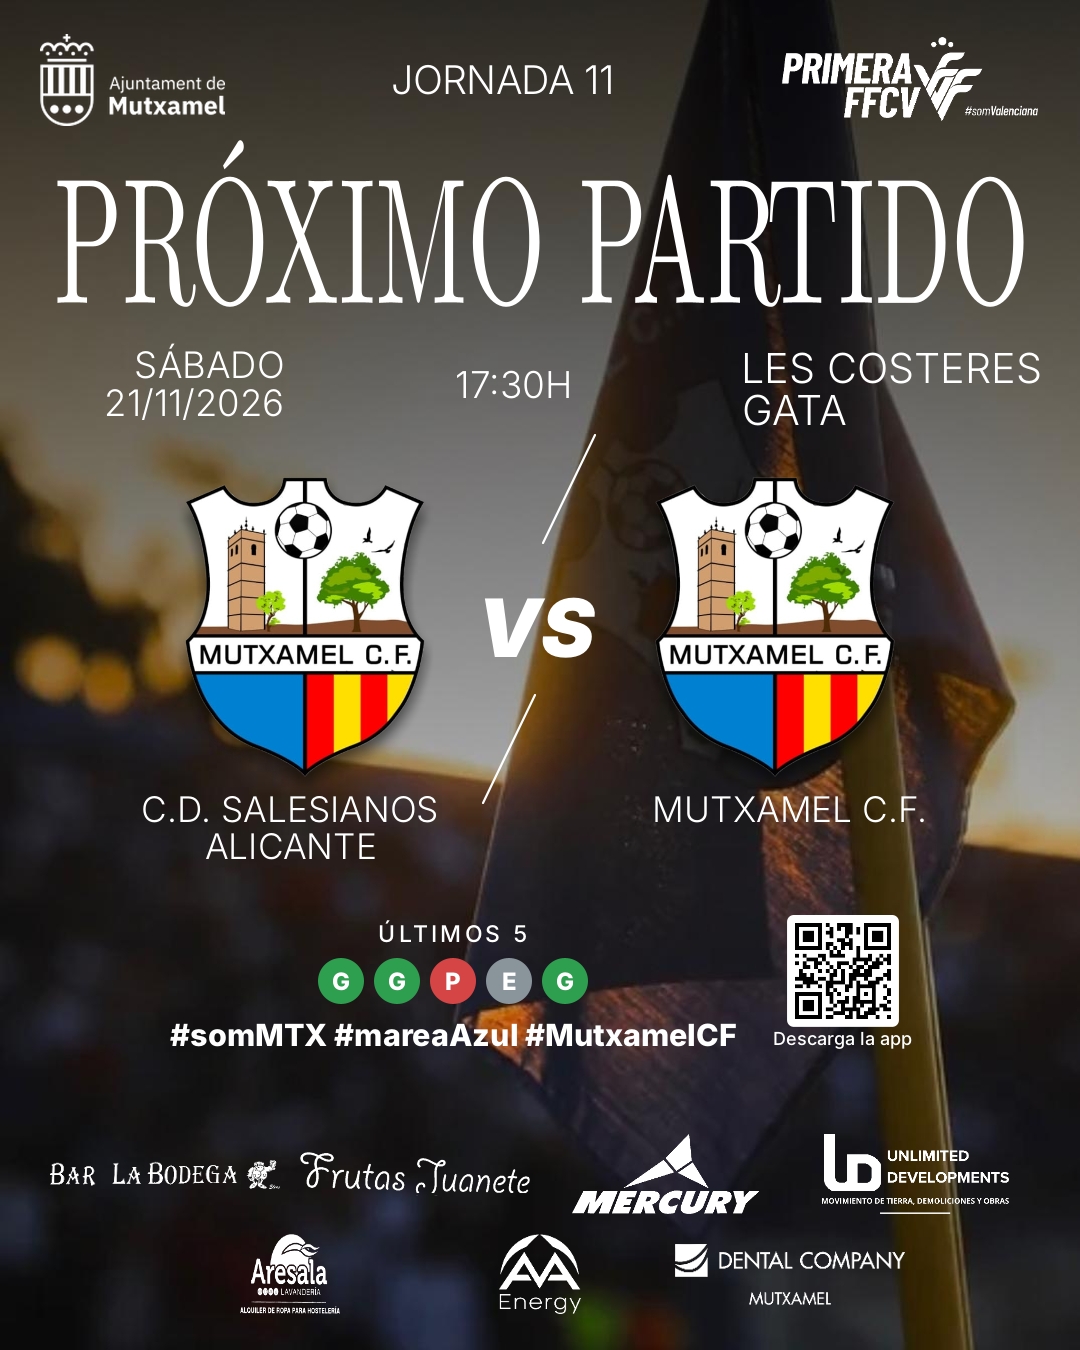 Ajuntament de
Mutxamel
JORNADA 11
PRIMERA
FFCV
#somValenciana
PRÓXIMO PARTIDO
SÁBADO
21/11/2026
17:30H
LES COSTERES
GATA
MUTXAMEL C.F.
VS
MUTXAMEL C.F.
C.D. SALESIANOS
ALICANTE
MUTXAMEL C.F.
ÚLTIMOS 5
G G P E G
#somMTX #mareaAzul #MutxamelCF
Descarga la app
BAR LA BODEGA
Frutas Juanete
MERCURY
UNLIMITED
DEVELOPMENTS
MOVIMIENTO DE TIERRA, DEMOLICIONES Y OBRAS
Aresala
LAVANDERÍA
ALQUILER DE ROPA PARA HOSTELERÍA
AA
Energy
DENTAL COMPANY
MUTXAMEL